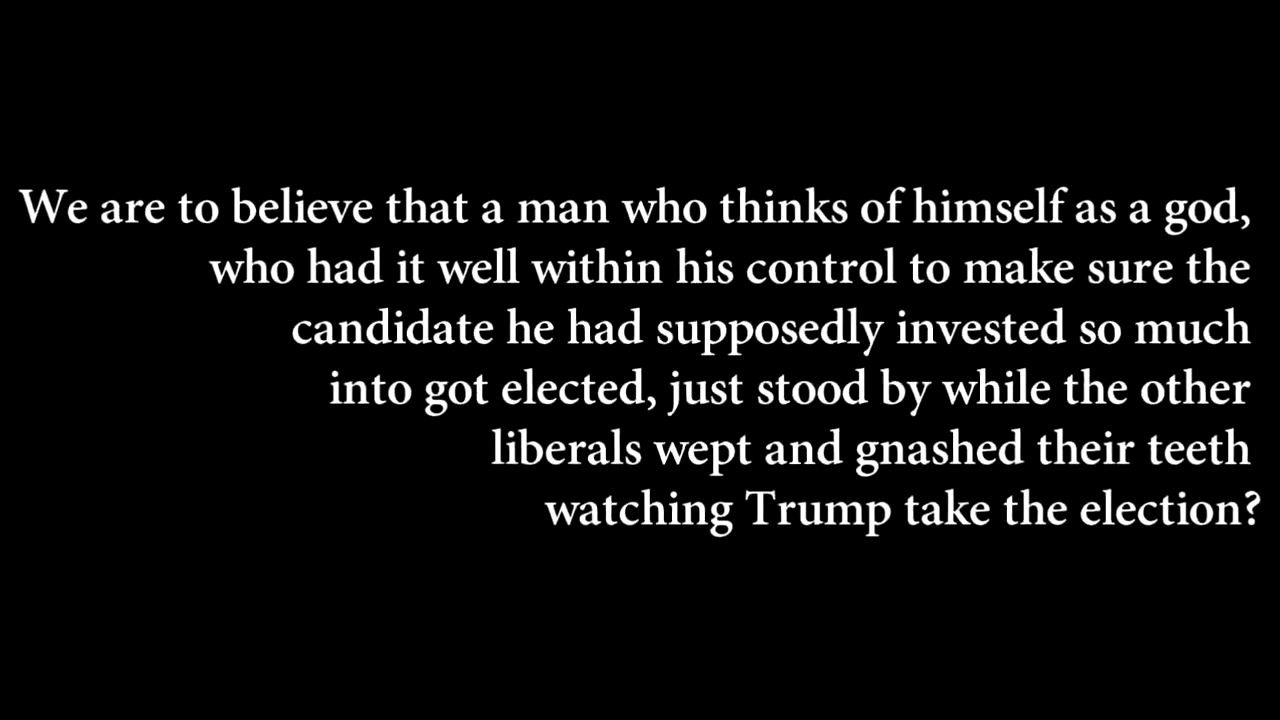 We are to believe that a man who thinks of himself as a god,
who had it well within his control to make sure the
candidate he had supposedly invested so much
into got elected, just stood by while the other
liberals wept and gnashed their teeth
watching Trump take the election?